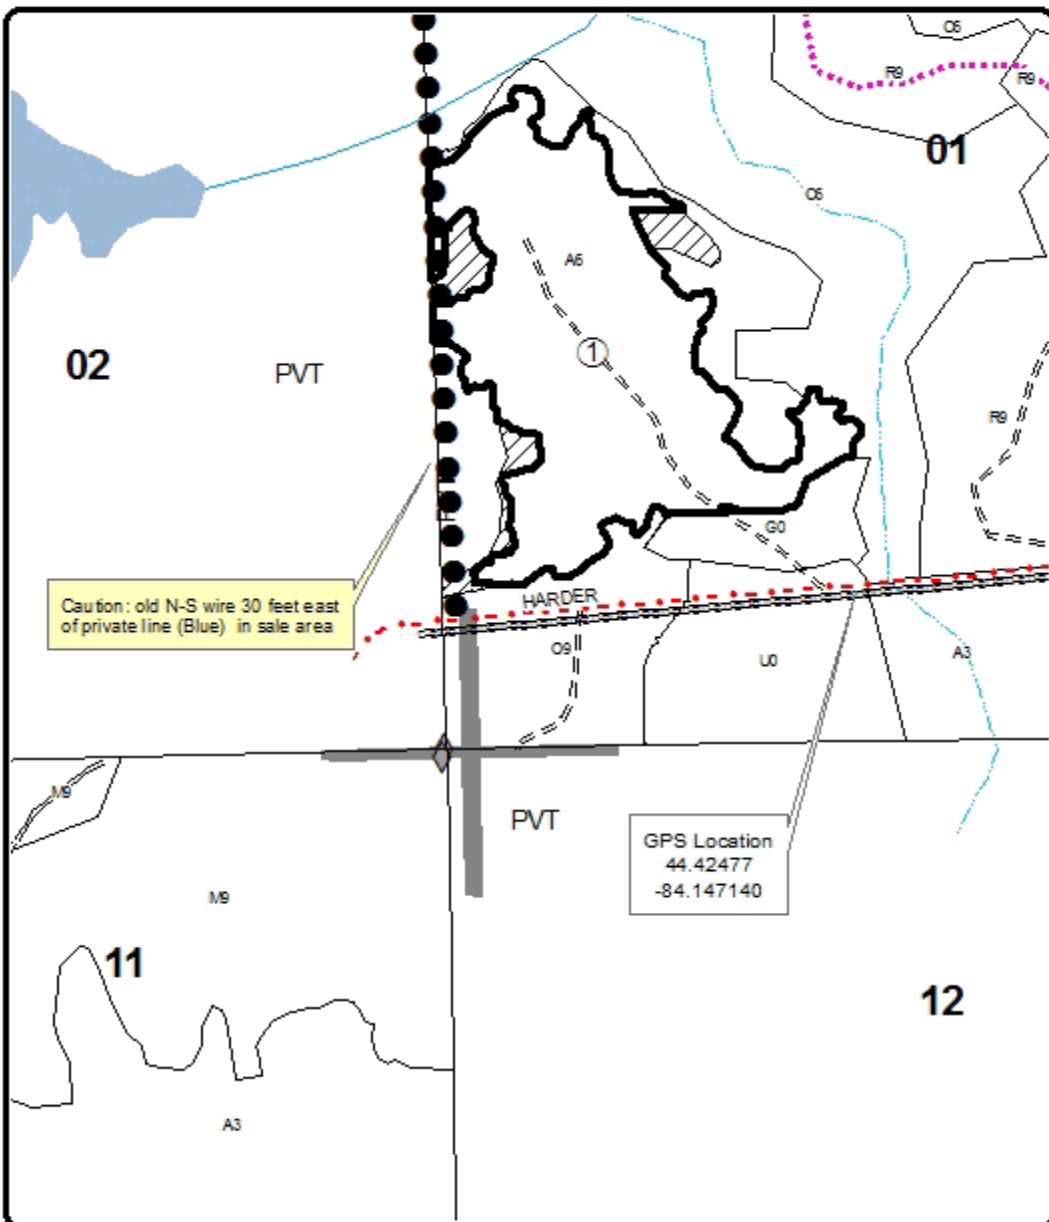 O5
R9
R9
01
O5
A6
1
02
PVT
R9
G0
Caution: old N-S wire 30 feet east
of private line (Blue) in sale area
HARDER
O9
U0
A3
M9
PVT
GPS Location
44.42477
-84.147140
M9
11
12
A3